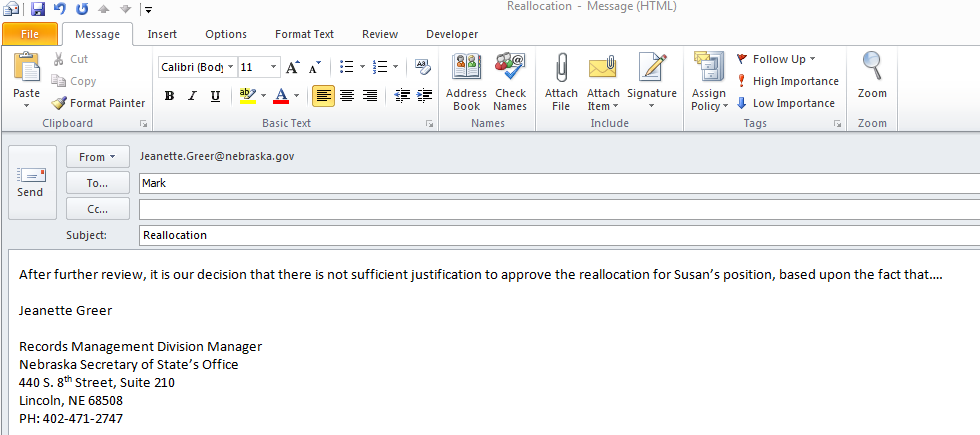 Reallocation - Message (HTML)
File Message Insert Options Format Text Review Developer
Paste
Cut
Copy
Format Painter
Clipboard
Calibri (Body 11 A A
B I U ab A
Basic Text
Address Book
Check Names
Names
Attach File
Attach Item
Signature
Include
Assign Policy
Follow Up
High Importance
Low Importance
Tags
Zoom
Zoom
Send
From Jeanette.Greer@nebraska.gov
To... Mark
Cc...
Subject: Reallocation
After further review, it is our decision that there is not sufficient justification to approve the reallocation for Susan’s position, based upon the fact that....
Jeanette Greer
Records Management Division Manager
Nebraska Secretary of State’s Office
440 S. 8th Street, Suite 210
Lincoln, NE 68508
PH: 402-471-2747